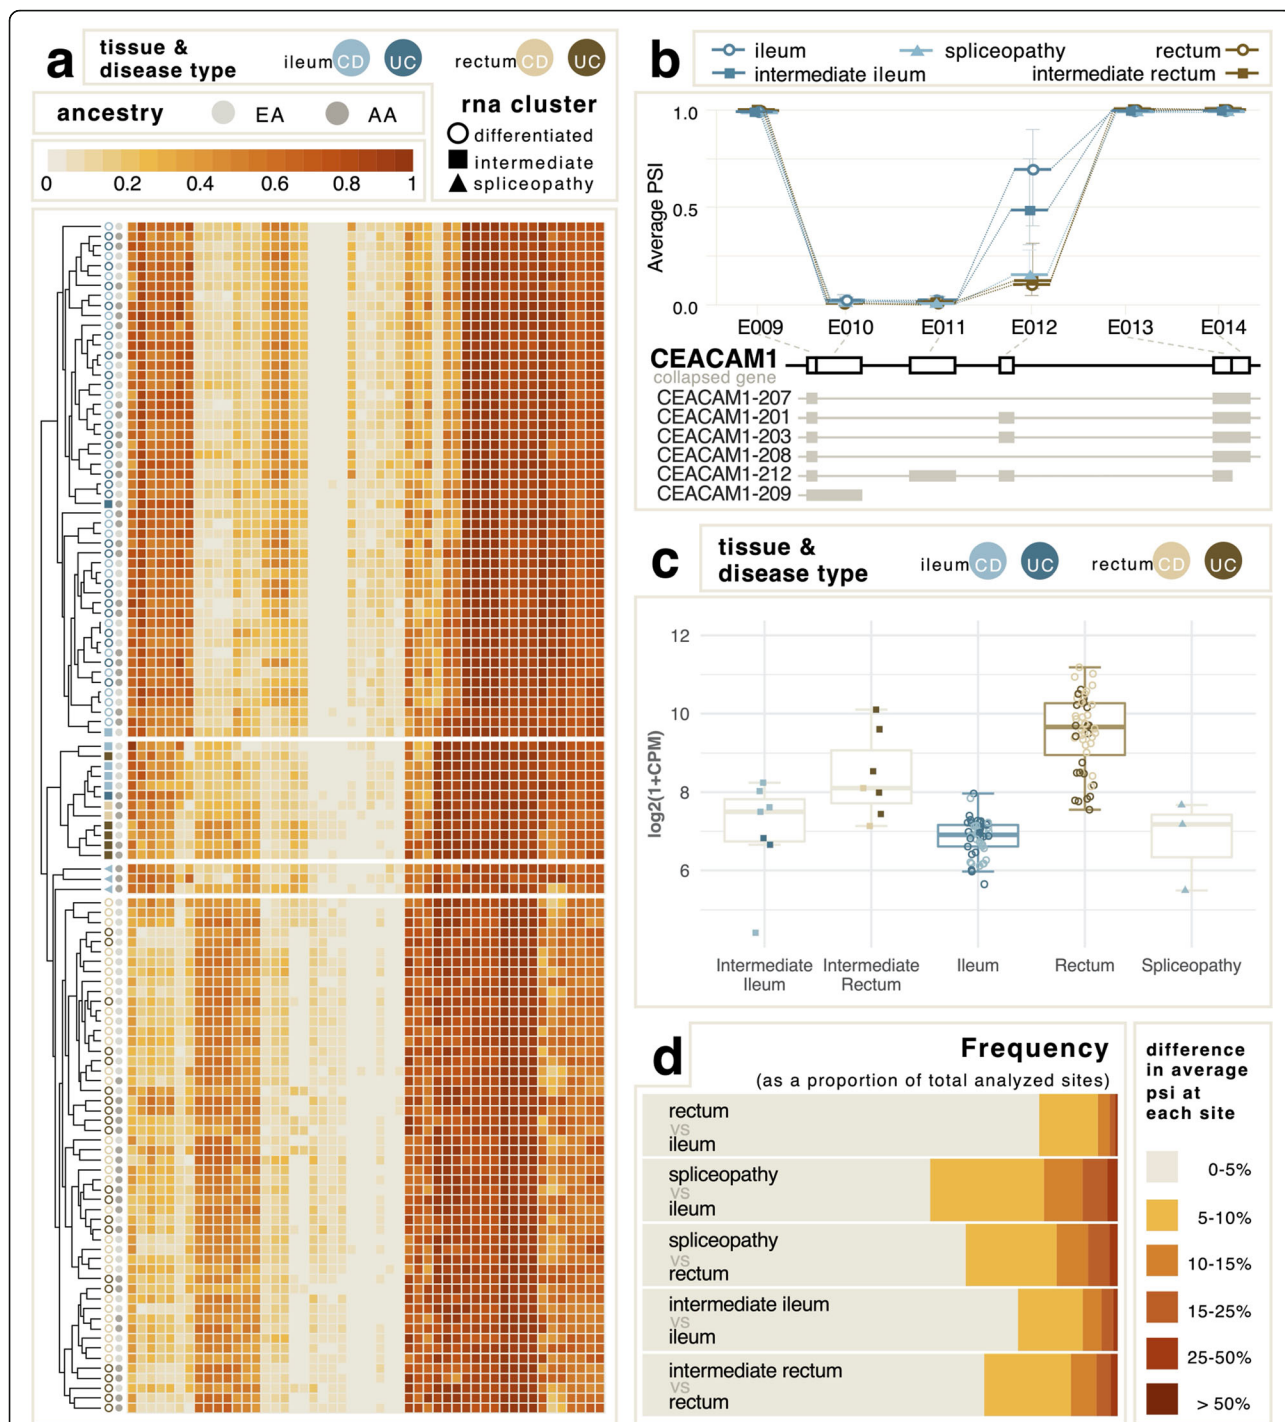 a
tissue &
disease type
ileum CD UC
rectum CD UC
ancestry
EA
AA
rna cluster
differentiated
intermediate
spliceopathy
0 0.2 0.4 0.6 0.8 1
b
ileum
spliceopathy
rectum
intermediate ileum
intermediate rectum
Average PSI
1.0
0.5
0.0
E009 E010 E011 E012 E013 E014
CEACAM1
collapsed gene
CEACAM1-207
CEACAM1-201
CEACAM1-203
CEACAM1-208
CEACAM1-212
CEACAM1-209
c
tissue &
disease type
ileum CD UC
rectum CD UC
log2(1+CPM)
12
10
8
6
Intermediate
Ileum
Intermediate
Rectum
Ileum
Rectum
Spliceopathy
d
Frequency
(as a proportion of total analyzed sites)
rectum
vs
ileum
spliceopathy
vs
ileum
spliceopathy
vs
rectum
intermediate ileum
vs
ileum
intermediate rectum
vs
rectum
difference
in average
psi at
each site
0-5%
5-10%
10-15%
15-25%
25-50%
> 50%